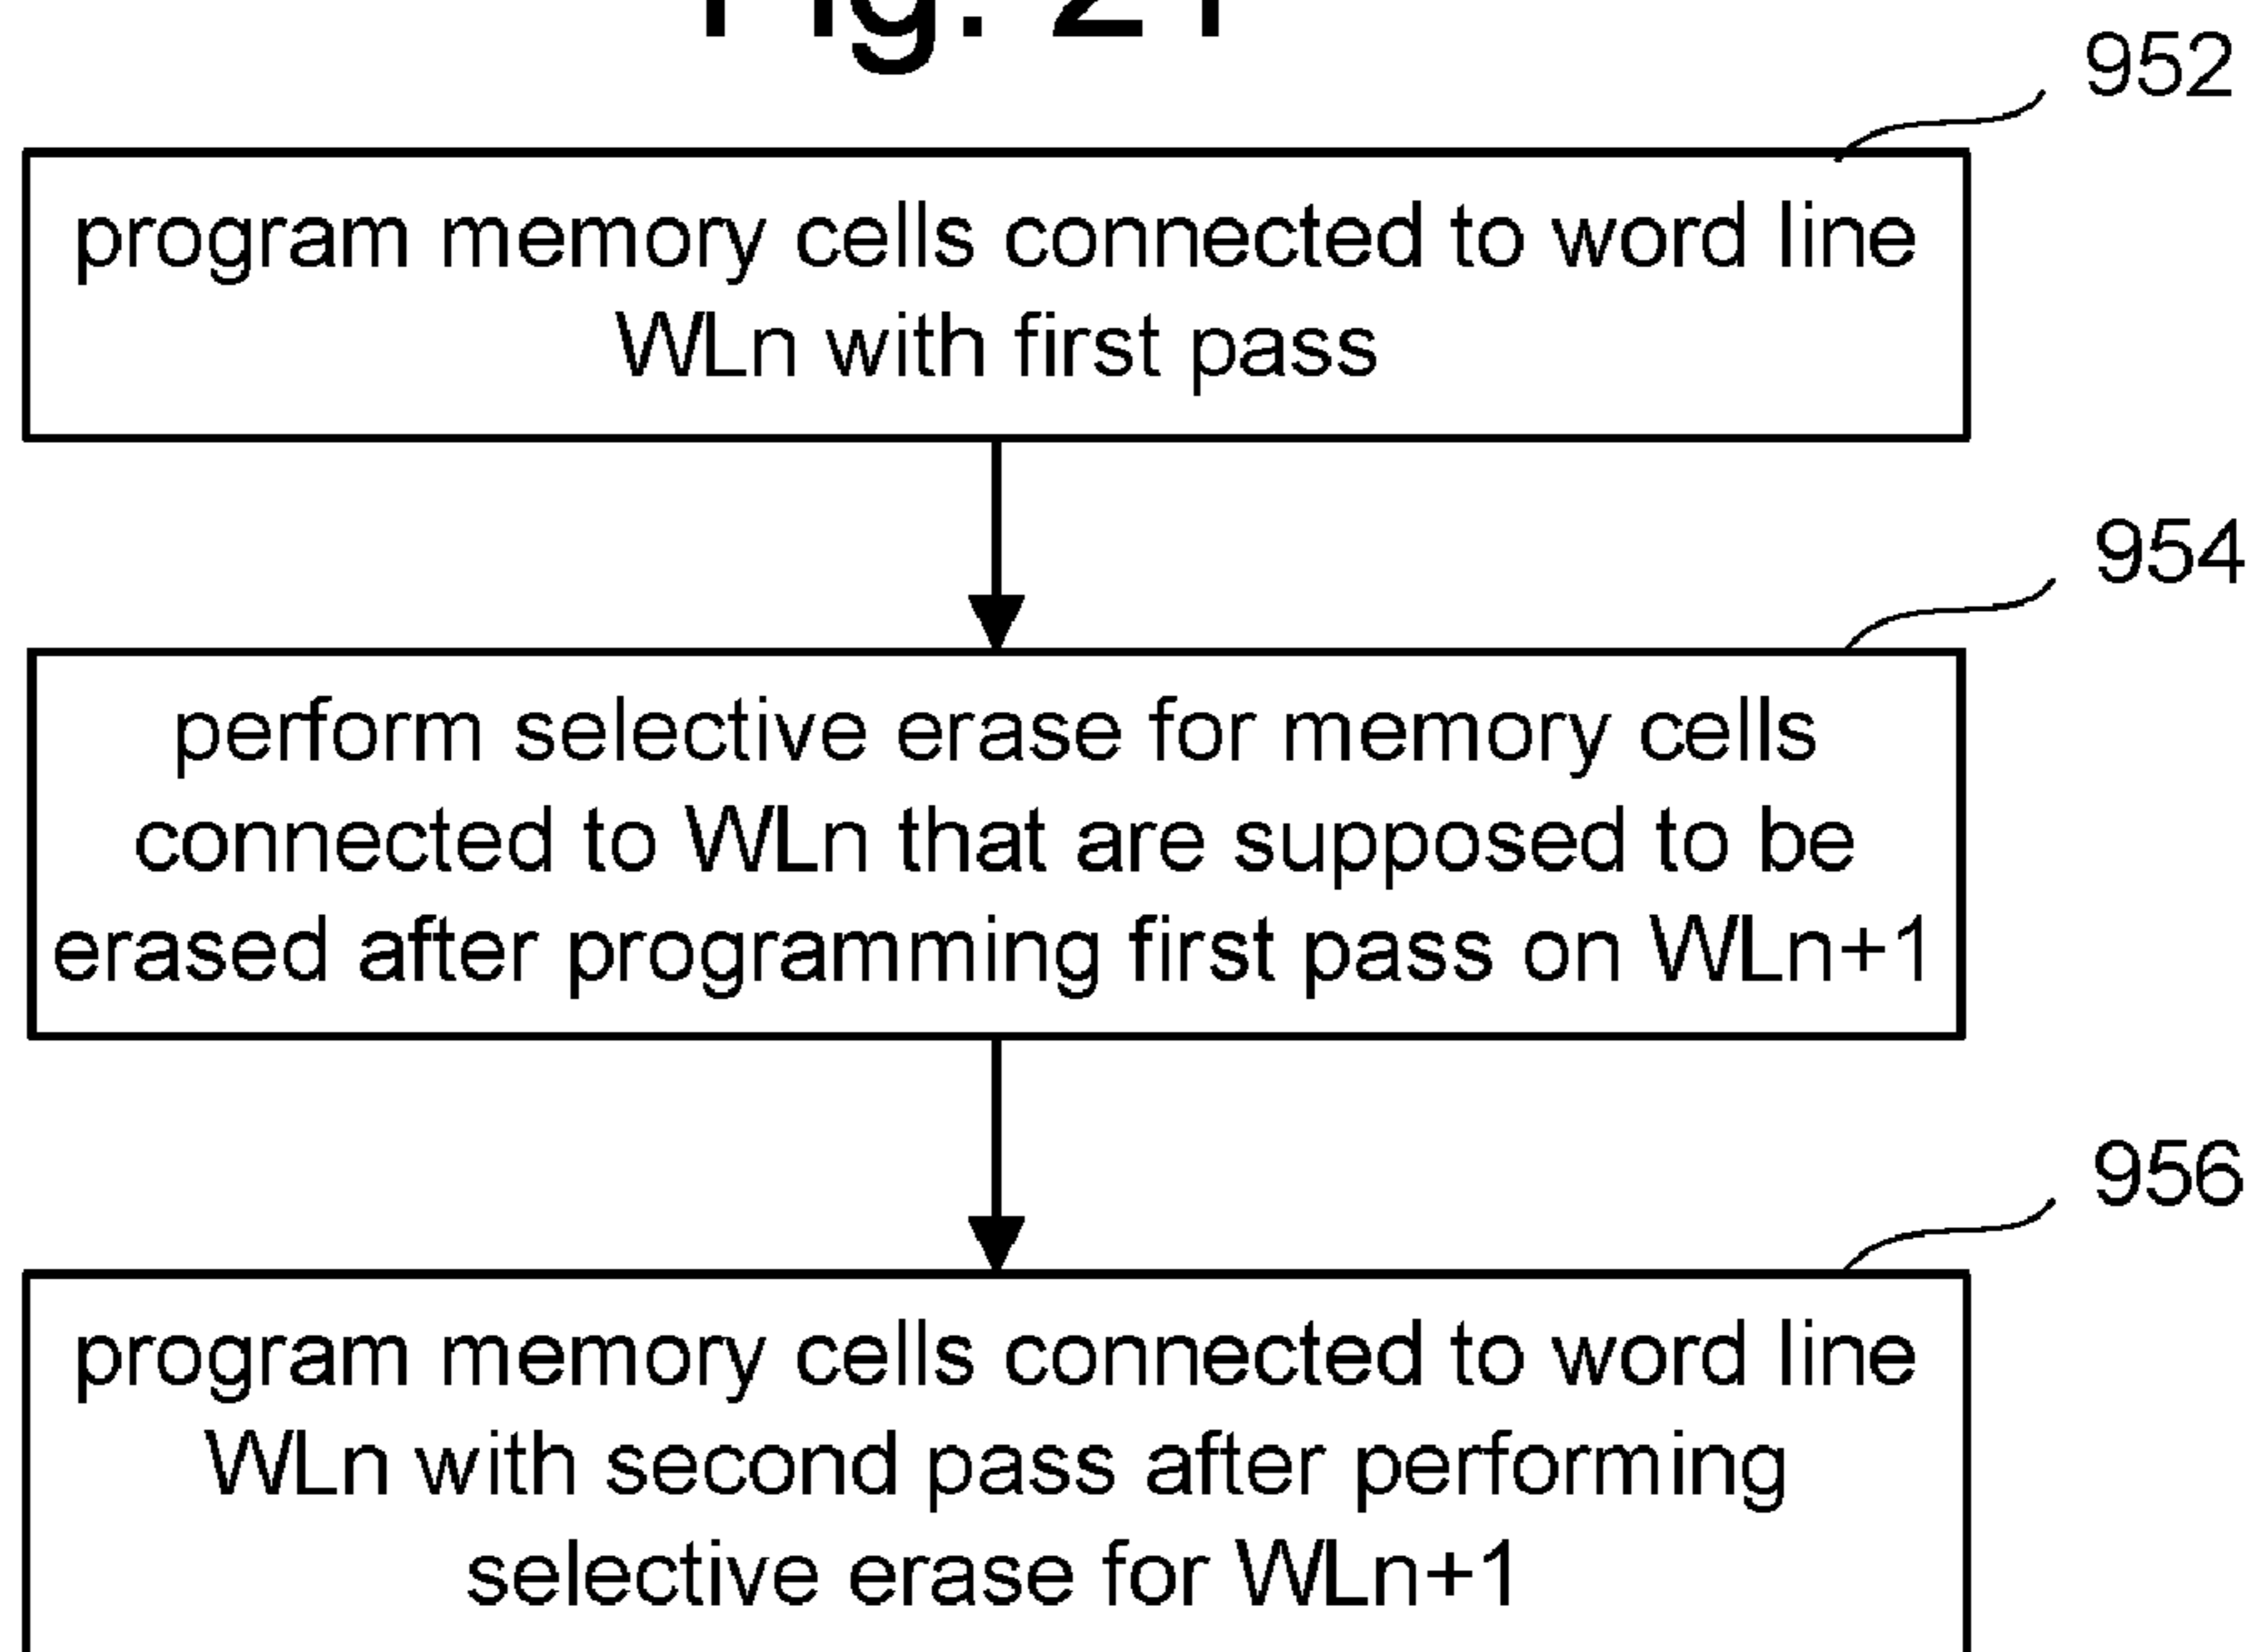 Fig. 21
952
program memory cells connected to word line
WLn with first pass
954
perform selective erase for memory cells
connected to WLn that are supposed to be
erased after programming first pass on WLn+1
956
program memory cells connected to word line
WLn with second pass after performing
selective erase for WLn+1